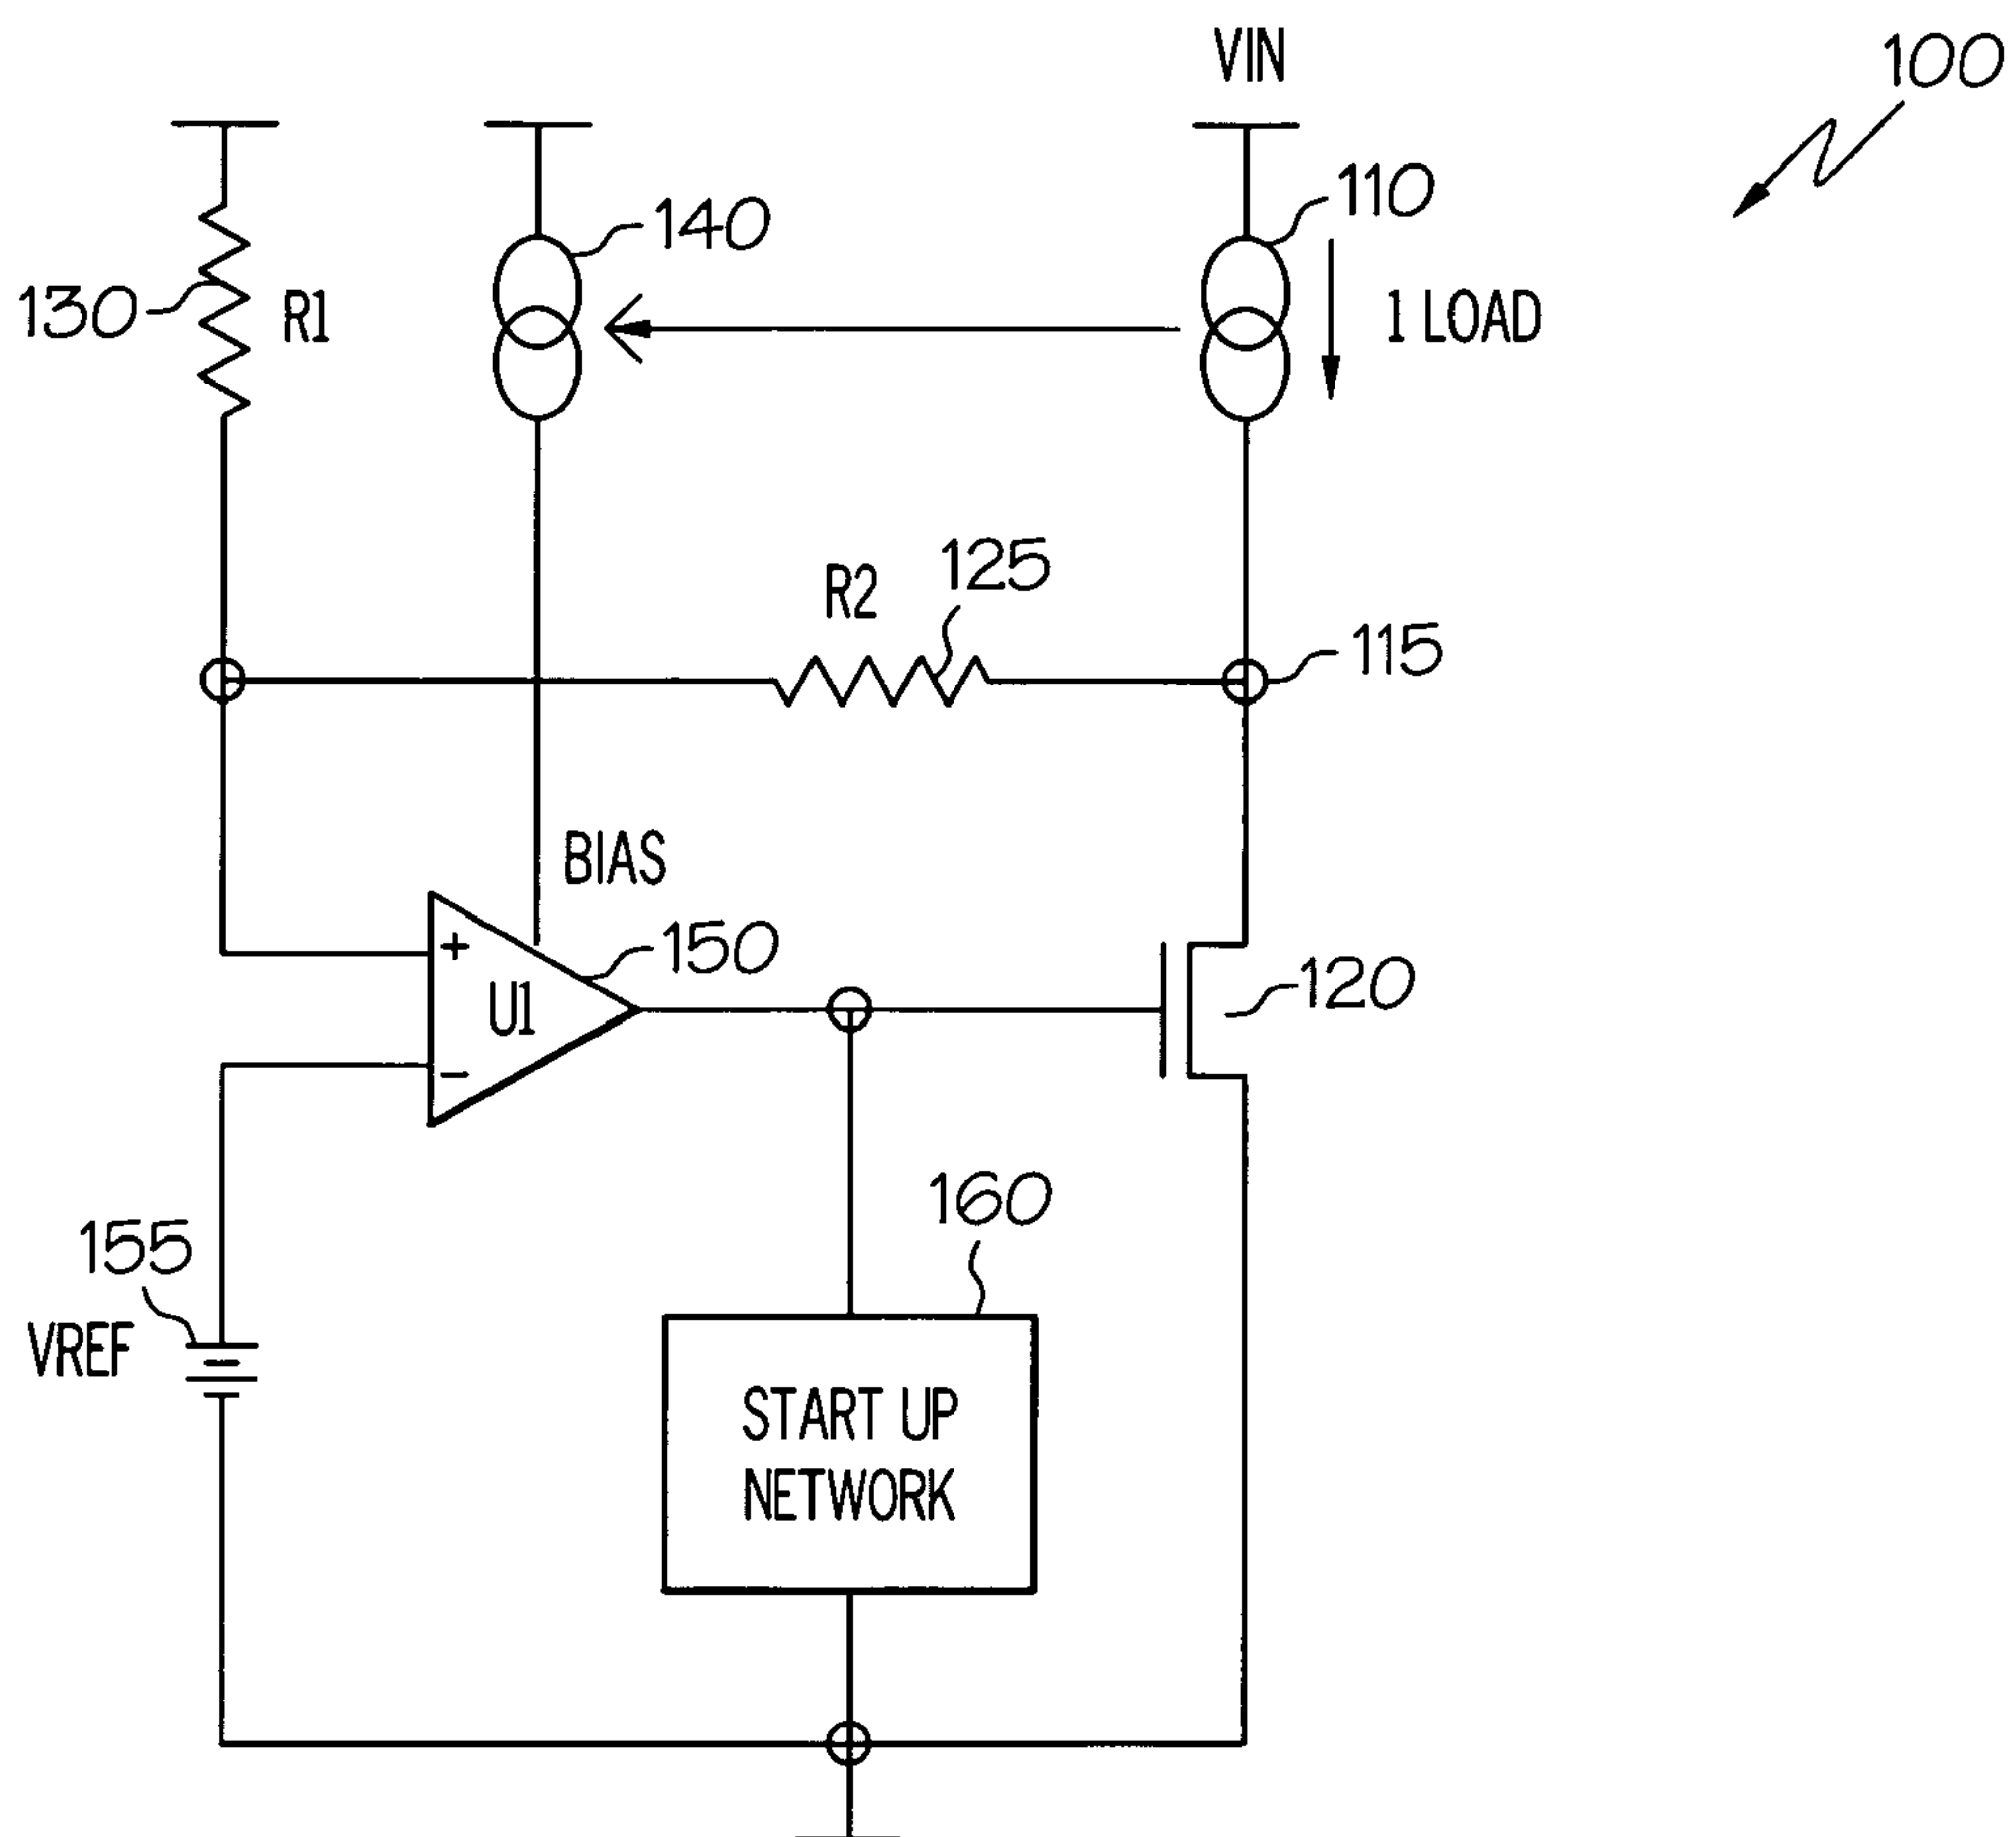 VIN
100
110
140
130
R1
1 LOAD
125
R2
115
BIAS
150
+
U1
−
120
160
155
VREF
START UP
NETWORK